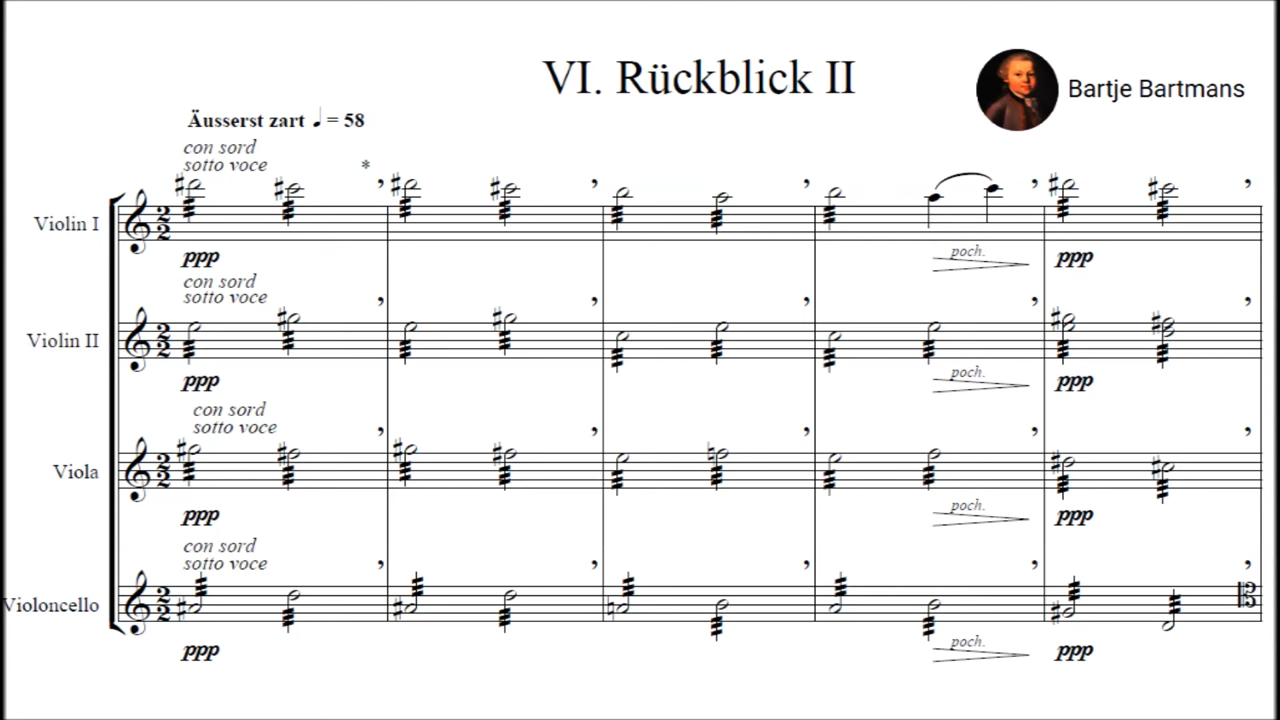 VI. Rückblick II
Bartje Bartmans
Äusserst zart ♩ = 58
con sord
sotto voce
*
Violin I
ppp
poch.
ppp
con sord
sotto voce
Violin II
ppp
poch.
ppp
con sord
sotto voce
Viola
ppp
poch.
ppp
con sord
sotto voce
Violoncello
ppp
poch.
ppp